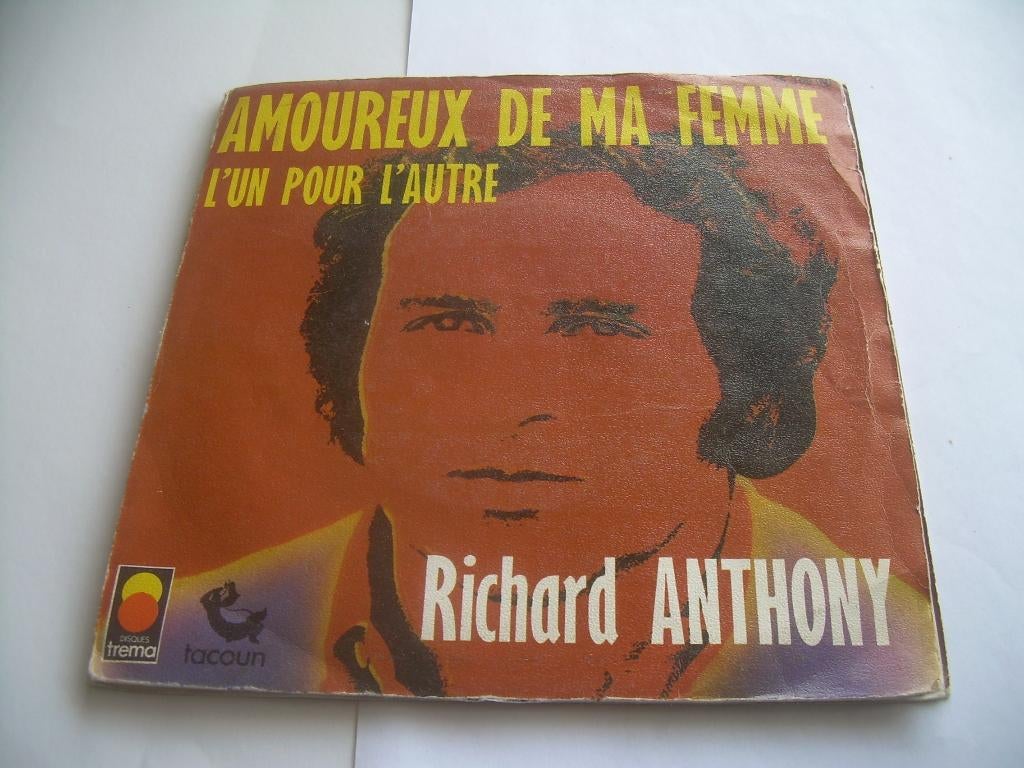 AMOUREUX DE MA FEMME
L'UN POUR L'AUTRE
Richard ANTHONY
DISQUES
trema
tacoun